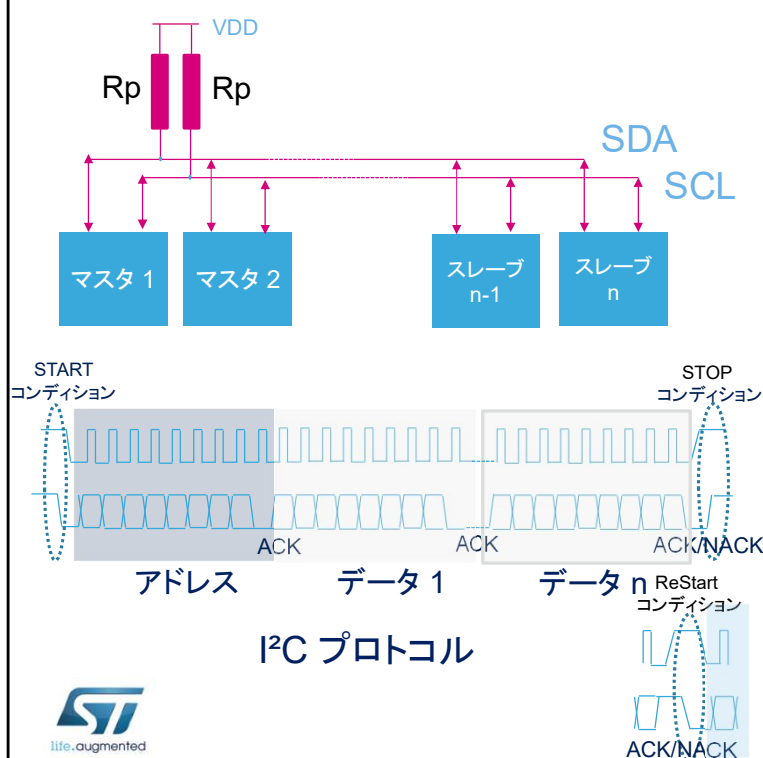 VDD
Rp Rp
SDA
SCL
マスタ 1
マスタ 2
スレーブ
n-1
スレーブ
n
START
コンディション
STOP
コンディション
ACK
ACK
ACK/NACK
アドレス
データ 1
データ n
ReStart
コンディション
I²C プロトコル
ACK/NACK
ST
life.augmented